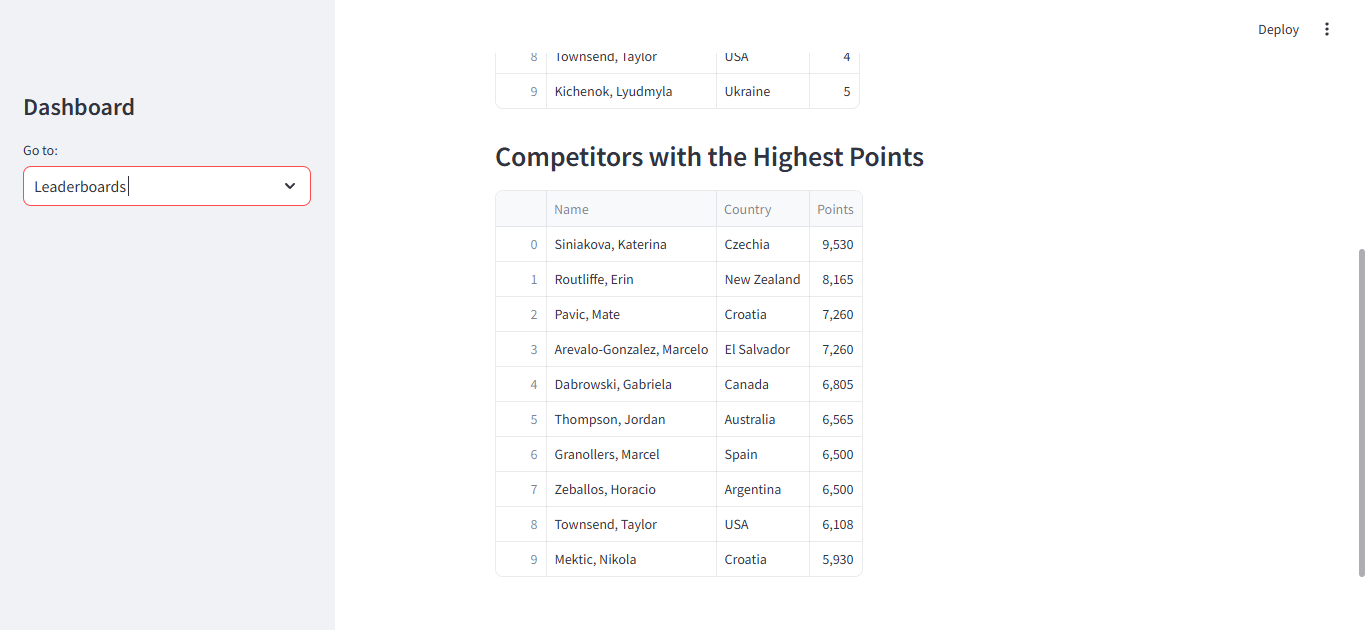 Deploy
Dashboard
Go to:
Leaderboards
8 Townsend, Taylor USA 4
9 Kichenok, Lyudmyla Ukraine 5
Competitors with the Highest Points
Name Country Points
0 Siniakova, Katerina Czechia 9,530
1 Routliffe, Erin New Zealand 8,165
2 Pavic, Mate Croatia 7,260
3 Arevalo-Gonzalez, Marcelo El Salvador 7,260
4 Dabrowski, Gabriela Canada 6,805
5 Thompson, Jordan Australia 6,565
6 Granollers, Marcel Spain 6,500
7 Zeballos, Horacio Argentina 6,500
8 Townsend, Taylor USA 6,108
9 Mektic, Nikola Croatia 5,930